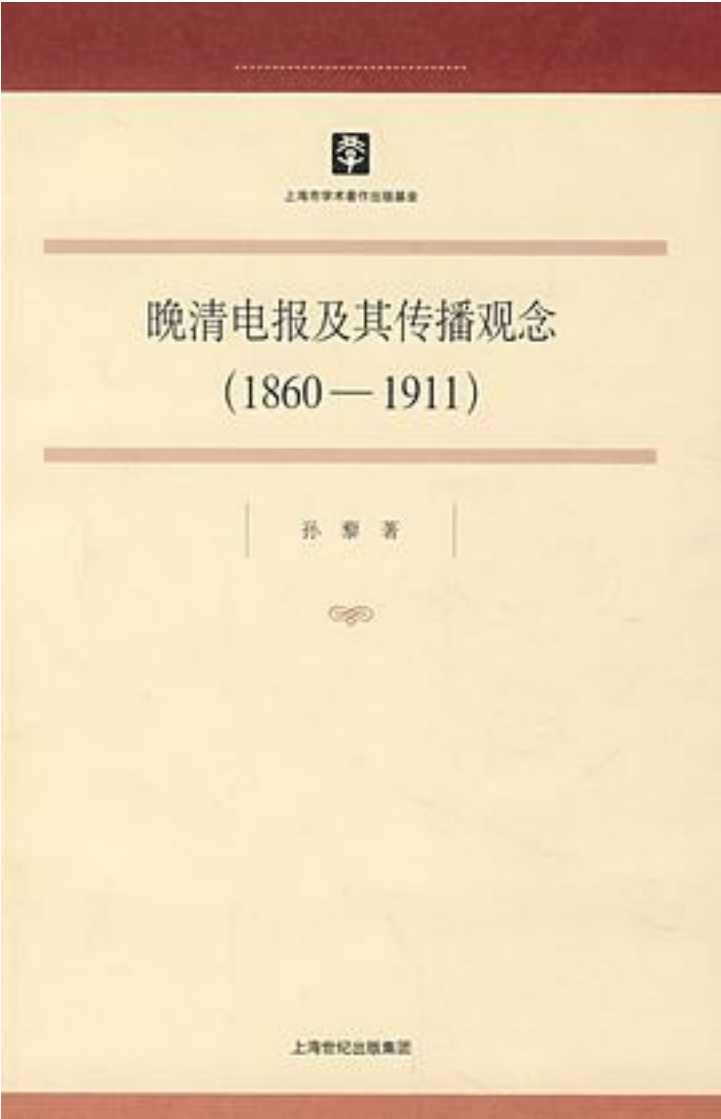 上海市学术著作出版基金
晚清电报及其传播观念
(1860—1911)
孙 藜 著
上海世纪出版集团